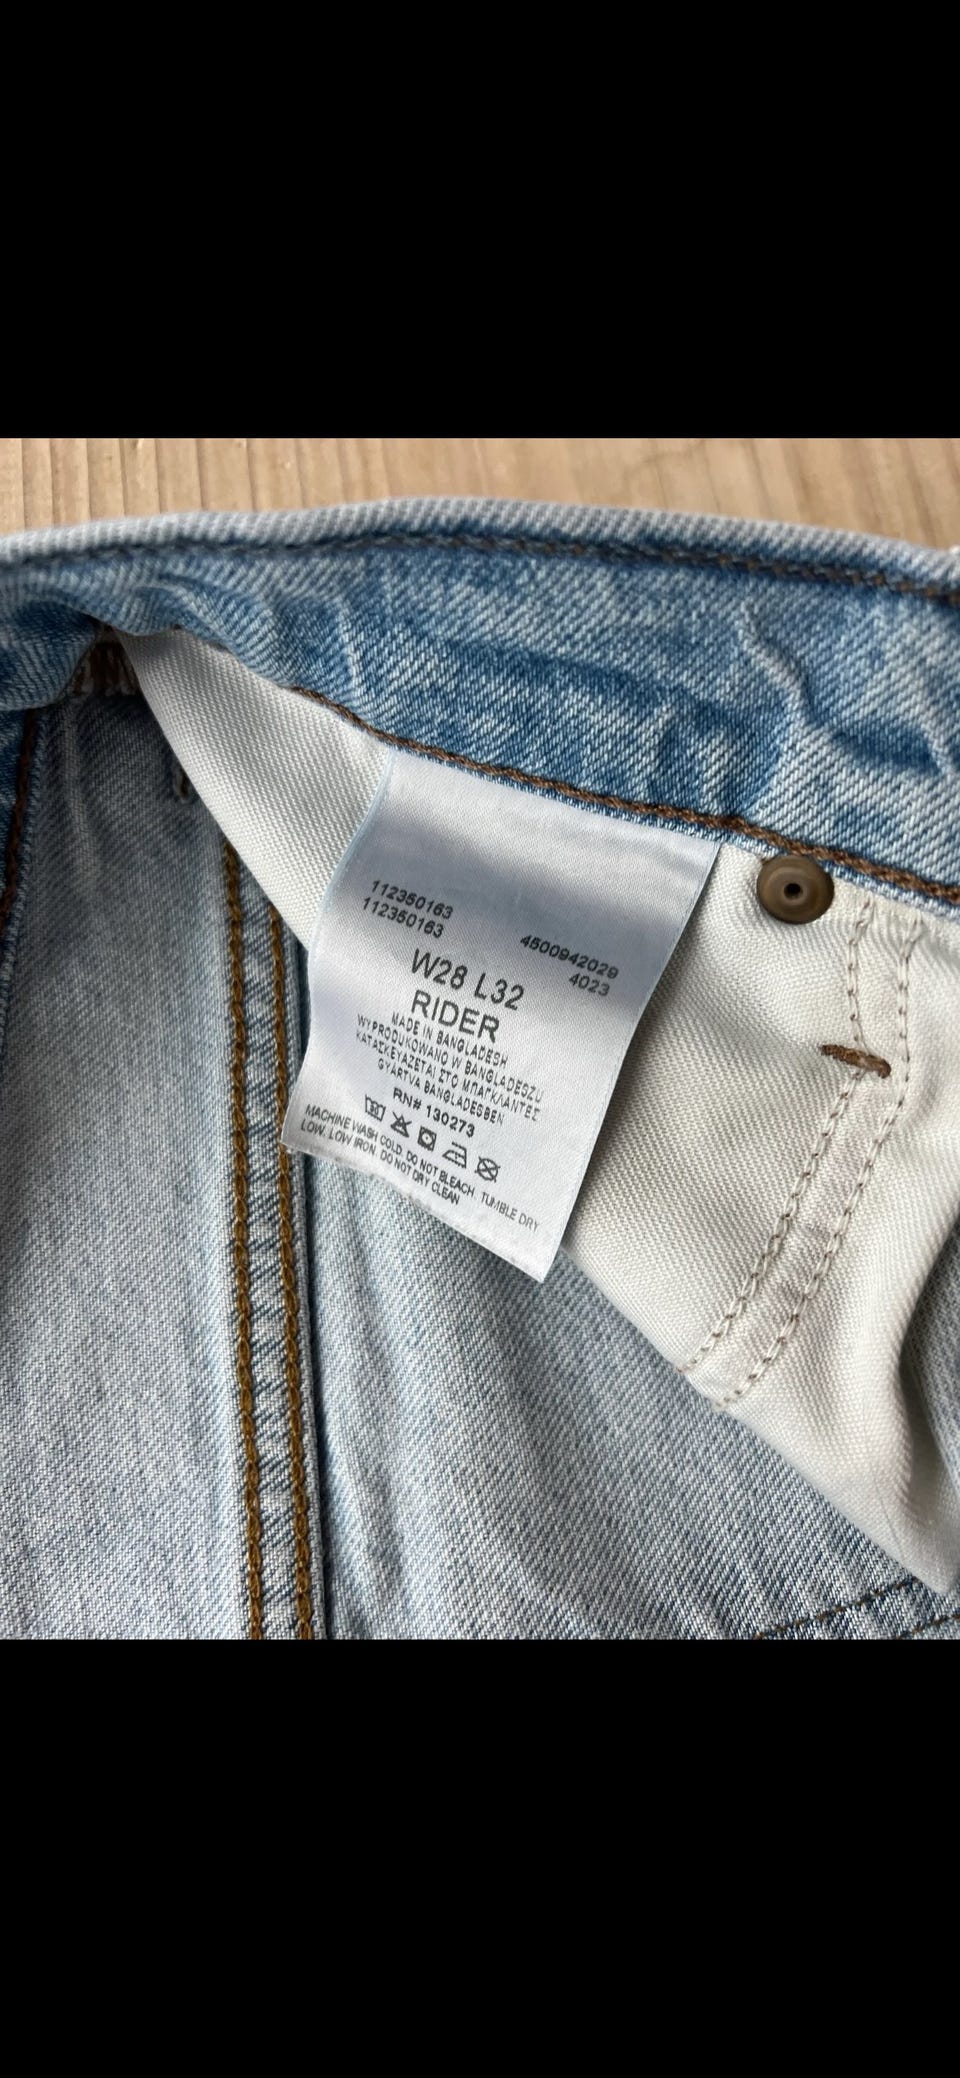 112350163
112350163
4500942029
4023
W28 L32
RIDER
MADE IN BANGLADESH
WYPRODUKOWANO W BANGLADESZU
ΚΑΤΑΣΚΕΥΑΖΕΤΑΙ ΣΤΟ ΜΠΑΓΚΛΑΝΤΕΣ
GYÁRTVA BANGLADESBEN
RN# 130273
MACHINE WASH COLD. DO NOT BLEACH. TUMBLE DRY
LOW. LOW IRON. DO NOT DRY CLEAN